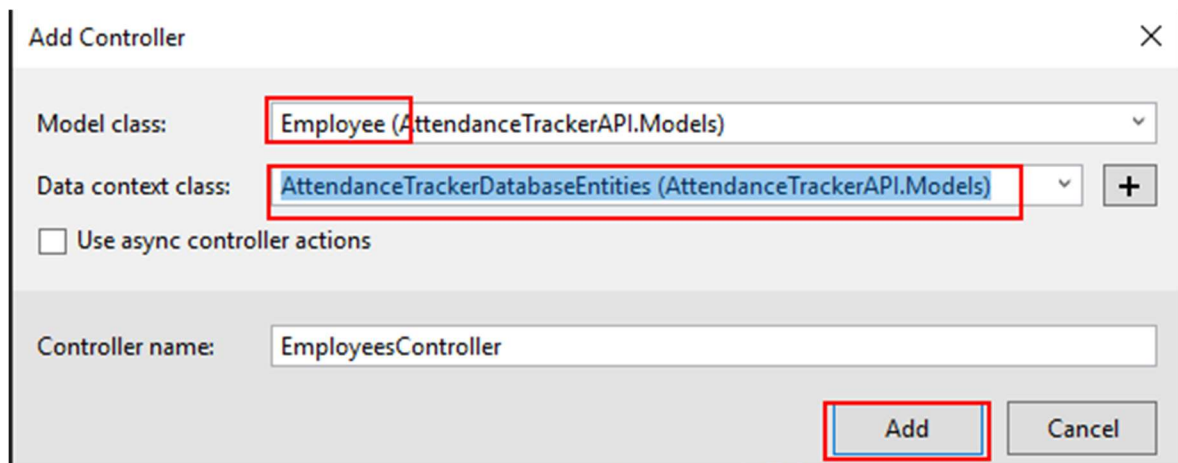 Add Controller
Model class: Employee (AttendanceTrackerAPI.Models)
Data context class: AttendanceTrackerDatabaseEntities (AttendanceTrackerAPI.Models) +
Use async controller actions
Controller name: EmployeesController
Add Cancel